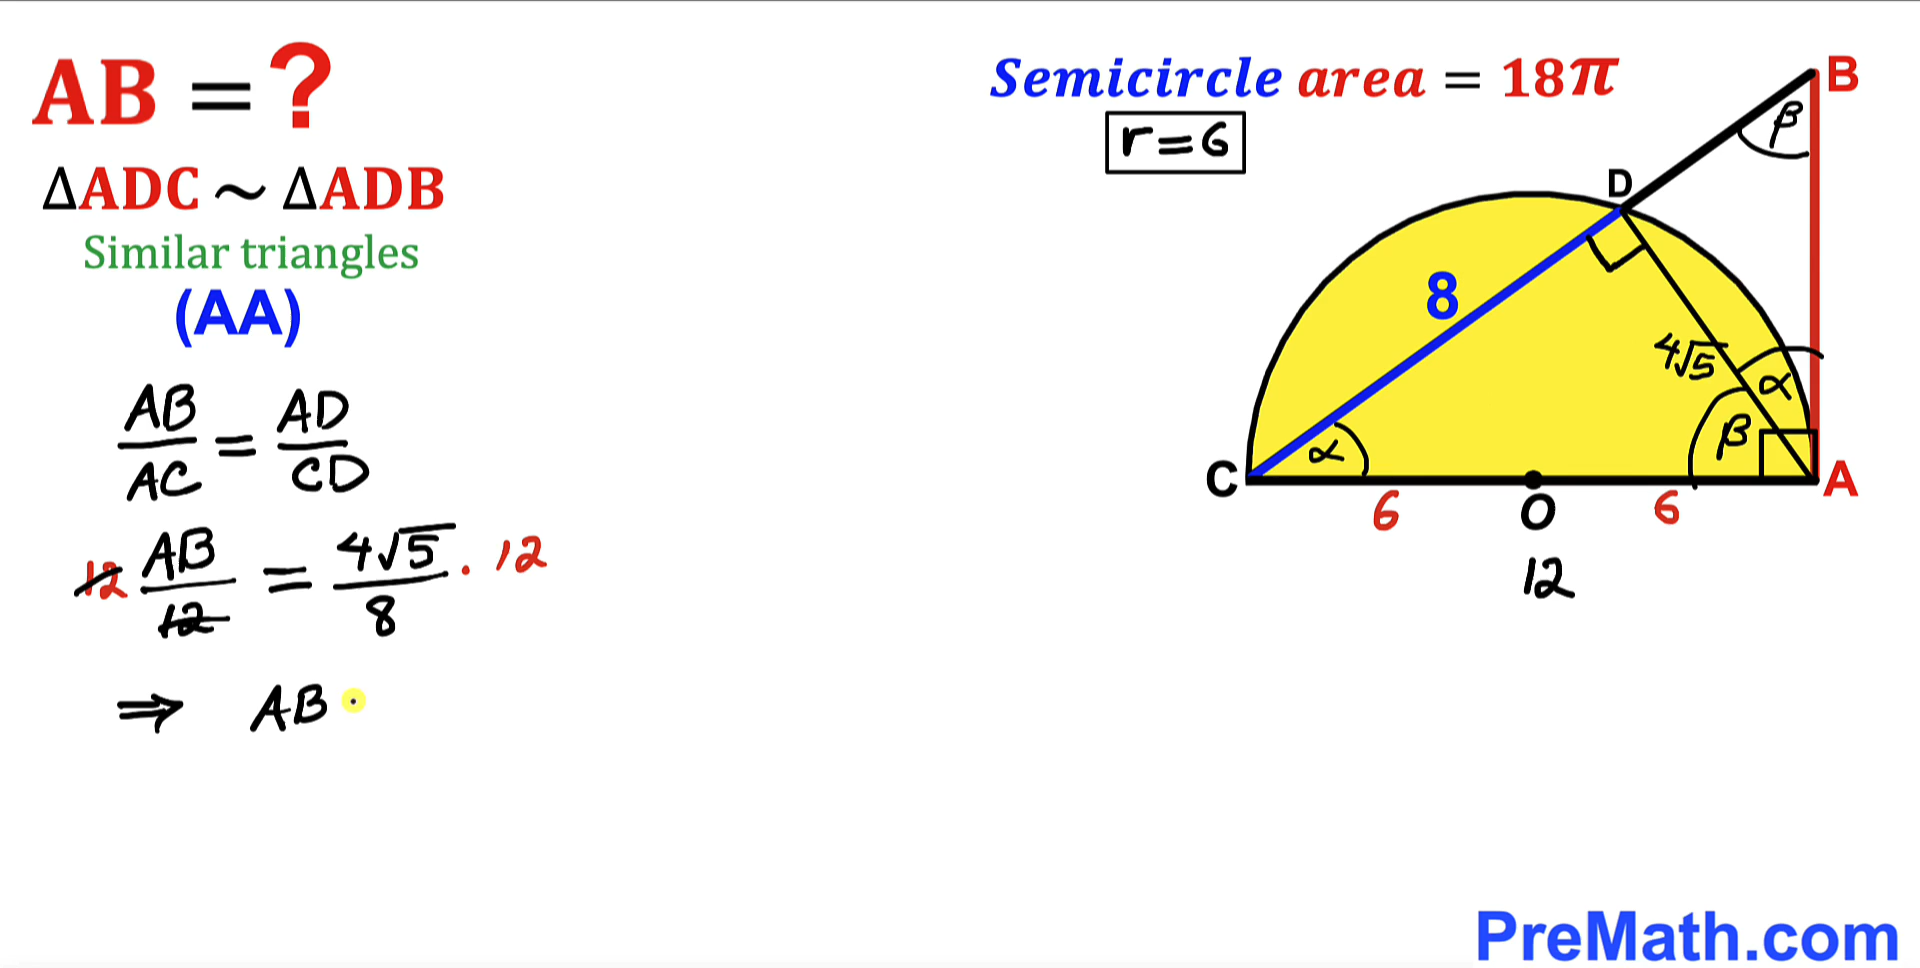 AB = ?
ΔADC ~ ΔADB
Similar triangles
(AA)
AB/AC = AD/CD
12 AB/12 = 4√5/8 . 12
⇒ AB
Semicircle area = 18π
r = 6
B
β
D
8
4√5
α
β
α
C
A
6
O
6
12
PreMath.com